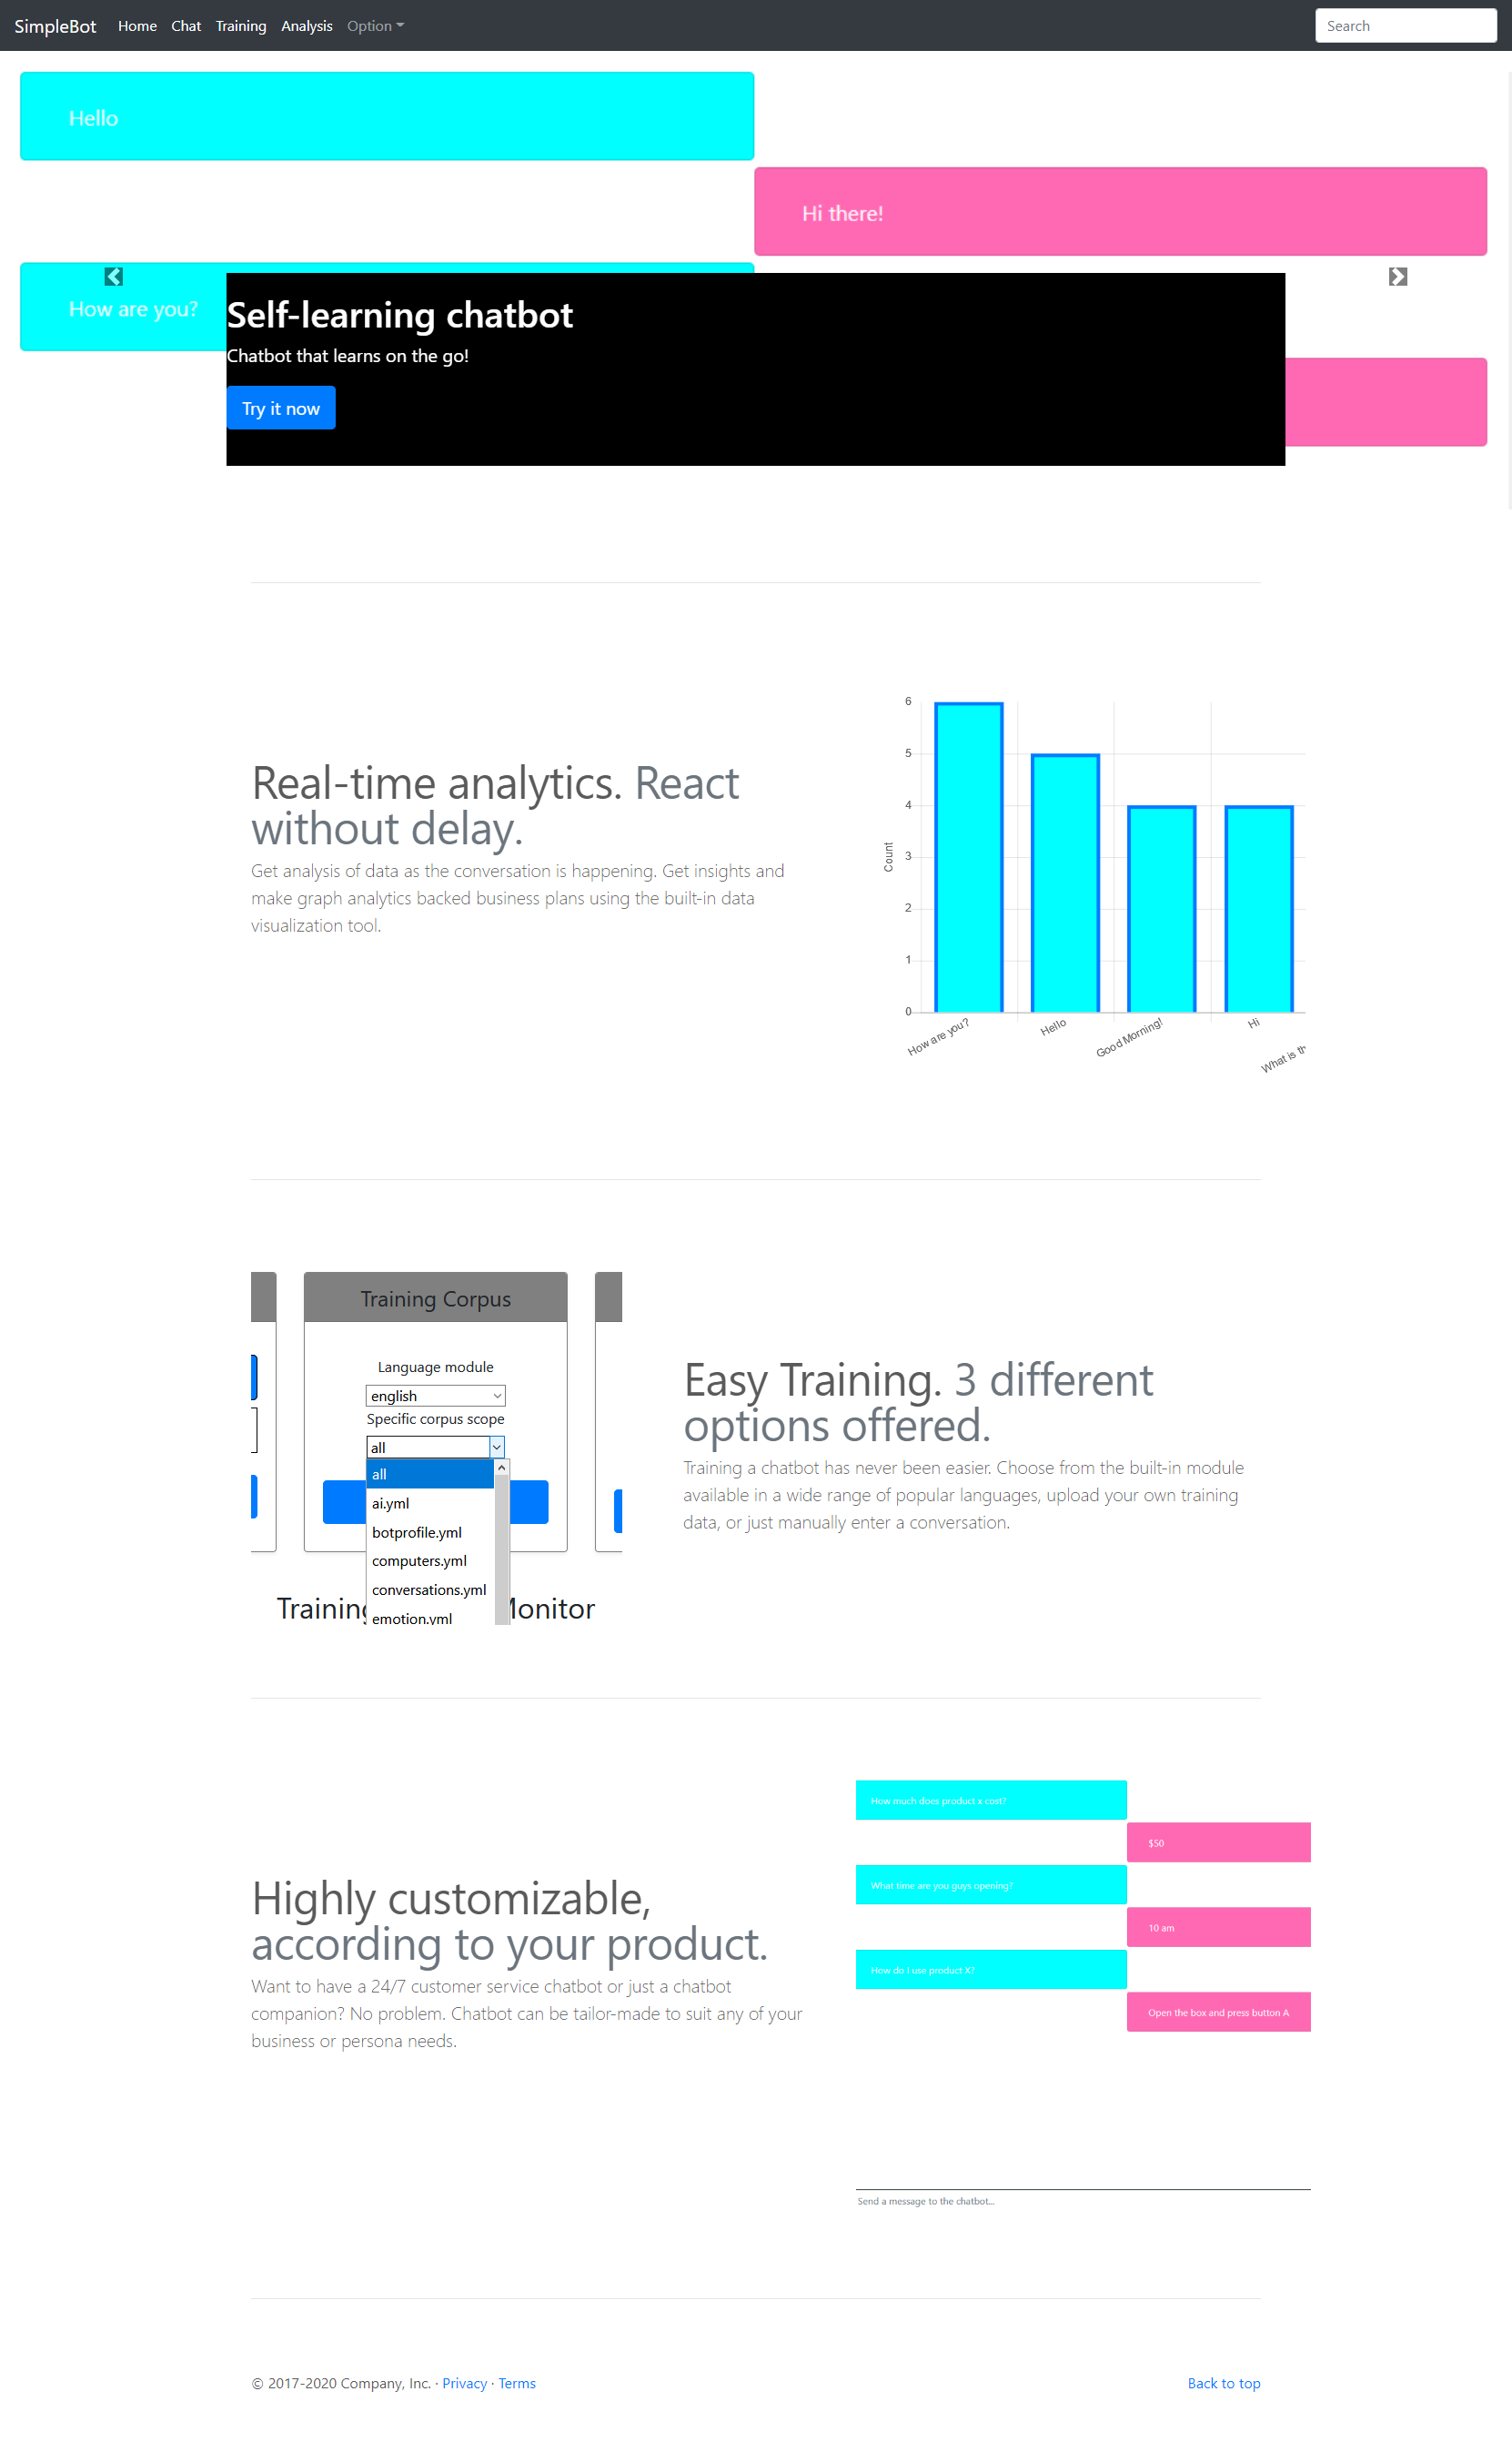 SimpleBot Home Chat Training Analysis Option Search
Hello
Hi there!
How are you?
Self-learning chatbot
Chatbot that learns on the go!
Try it now
Real-time analytics. React
without delay.
Get analysis of data as the conversation is happening. Get insights and
make graph analytics backed business plans using the built-in data
visualization tool.
6
5
4
3
2
1
0
Count
How are you?
Hello
Good Morning!
Hi
What is th
Training Corpus
Language module
english
Specific corpus scope
all
all
ai.yml
botprofile.yml
computers.yml
conversations.yml
emotion.yml
Training Monitor
Easy Training. 3 different
options offered.
Training a chatbot has never been easier. Choose from the built-in module
available in a wide range of popular languages, upload your own training
data, or just manually enter a conversation.
Highly customizable,
according to your product.
Want to have a 24/7 customer service chatbot or just a chatbot
companion? No problem. Chatbot can be tailor-made to suit any of your
business or persona needs.
How much does product x cost?
$50
What time are you guys opening?
10 am
How do I use product X?
Open the box and press button A
Send a message to the chatbot...
© 2017-2020 Company, Inc. · Privacy · Terms
Back to top